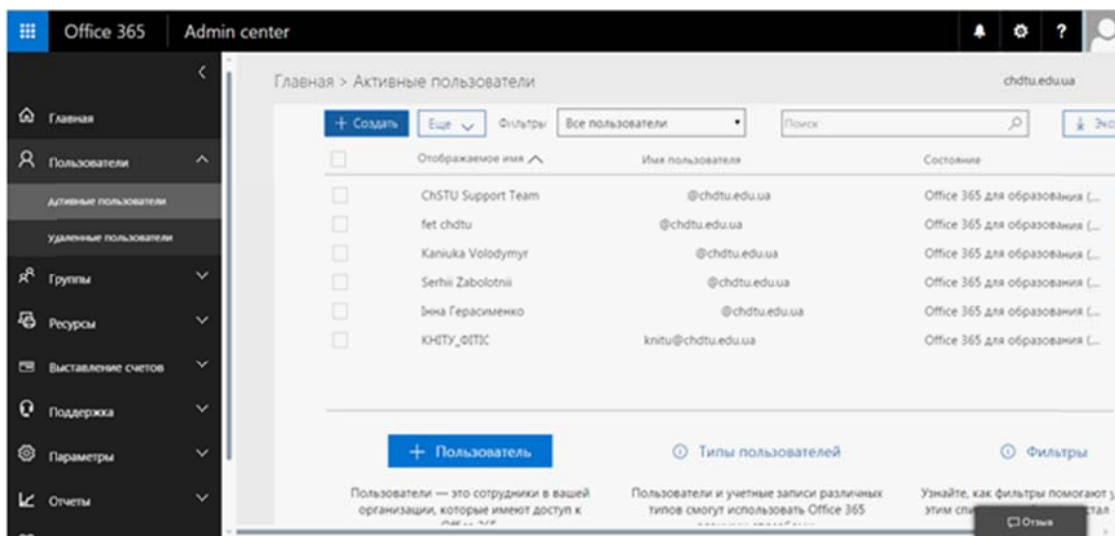 Office 365 Admin center ?
Главная > Активные пользователи chdtu.edu.ua
Главная
Пользователи
Активные пользователи
Удаленные пользователи
Группы
Ресурсы
Выставление счетов
Поддержка
Параметры
Отчеты
+ Создать Еще Фильтры Все пользователи Поиск
Отображаемое имя Имя пользователя Состояние
ChSTU Support Team @chdtu.edu.ua Office 365 для образования (...
fet chdtu @chdtu.edu.ua Office 365 для образования (...
Kaniuka Volodymyr @chdtu.edu.ua Office 365 для образования (...
Serhii Zabolotnii @chdtu.edu.ua Office 365 для образования (...
Інна Герасименко @chdtu.edu.ua Office 365 для образования (...
КНІТУ_ФІТІС knitu@chdtu.edu.ua Office 365 для образования (...
+ Пользователь Типы пользователей Фильтры
Пользователи — это сотрудники в вашей Пользователи и учетные записи различных Узнайте, как фильтры помогают
организации, которые имеют доступ к типов смогут использовать Office 365 этим
Отзыв